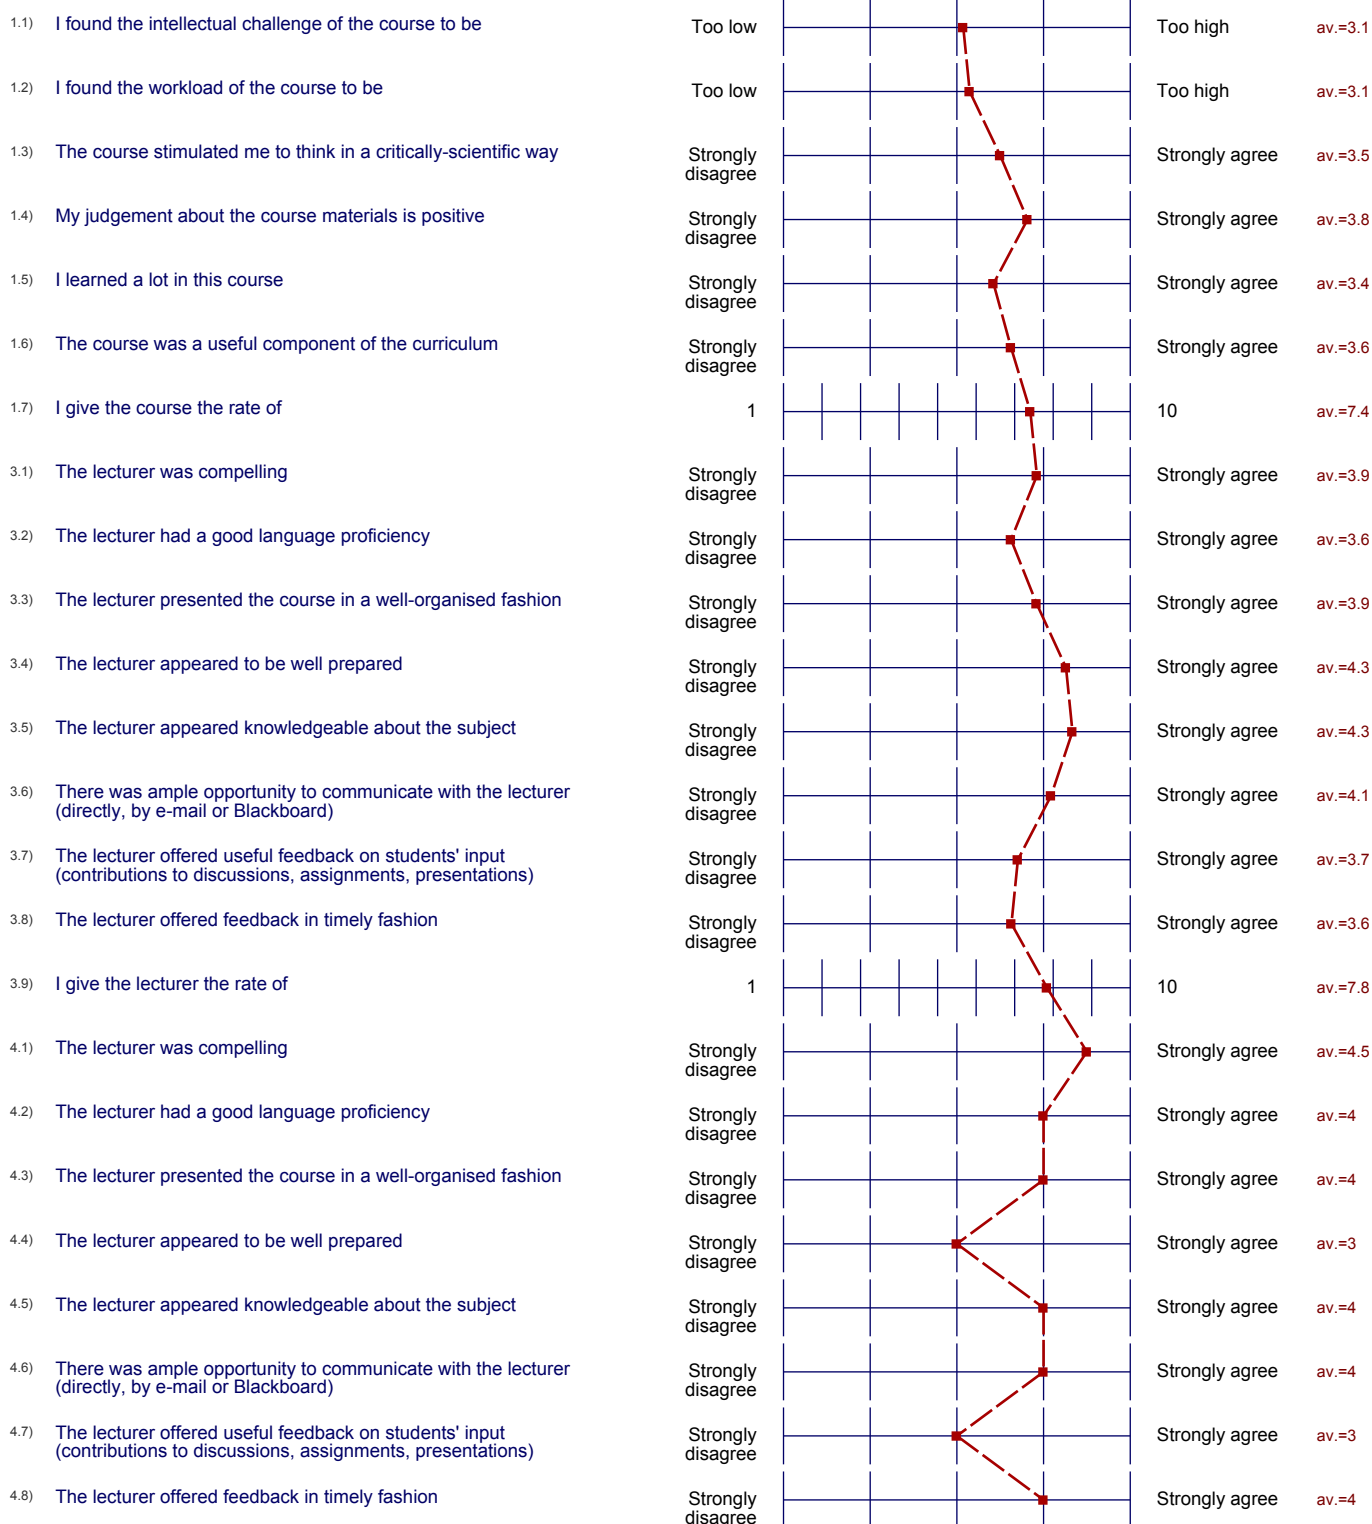 1.1) I found the intellectual challenge of the course to be Too low Too high av.=3.1
1.2) I found the workload of the course to be Too low Too high av.=3.1
1.3) The course stimulated me to think in a critically-scientific way Strongly disagree Strongly agree av.=3.5
1.4) My judgement about the course materials is positive Strongly disagree Strongly agree av.=3.8
1.5) I learned a lot in this course Strongly disagree Strongly agree av.=3.4
1.6) The course was a useful component of the curriculum Strongly disagree Strongly agree av.=3.6
1.7) I give the course the rate of 1 10 av.=7.4
3.1) The lecturer was compelling Strongly disagree Strongly agree av.=3.9
3.2) The lecturer had a good language proficiency Strongly disagree Strongly agree av.=3.6
3.3) The lecturer presented the course in a well-organised fashion Strongly disagree Strongly agree av.=3.9
3.4) The lecturer appeared to be well prepared Strongly disagree Strongly agree av.=4.3
3.5) The lecturer appeared knowledgeable about the subject Strongly disagree Strongly agree av.=4.3
3.6) There was ample opportunity to communicate with the lecturer
(directly, by e-mail or Blackboard) Strongly disagree Strongly agree av.=4.1
3.7) The lecturer offered useful feedback on students' input
(contributions to discussions, assignments, presentations) Strongly disagree Strongly agree av.=3.7
3.8) The lecturer offered feedback in timely fashion Strongly disagree Strongly agree av.=3.6
3.9) I give the lecturer the rate of 1 10 av.=7.8
4.1) The lecturer was compelling Strongly disagree Strongly agree av.=4.5
4.2) The lecturer had a good language proficiency Strongly disagree Strongly agree av.=4
4.3) The lecturer presented the course in a well-organised fashion Strongly disagree Strongly agree av.=4
4.4) The lecturer appeared to be well prepared Strongly disagree Strongly agree av.=3
4.5) The lecturer appeared knowledgeable about the subject Strongly disagree Strongly agree av.=4
4.6) There was ample opportunity to communicate with the lecturer
(directly, by e-mail or Blackboard) Strongly disagree Strongly agree av.=4
4.7) The lecturer offered useful feedback on students' input
(contributions to discussions, assignments, presentations) Strongly disagree Strongly agree av.=3
4.8) The lecturer offered feedback in timely fashion Strongly disagree Strongly agree av.=4